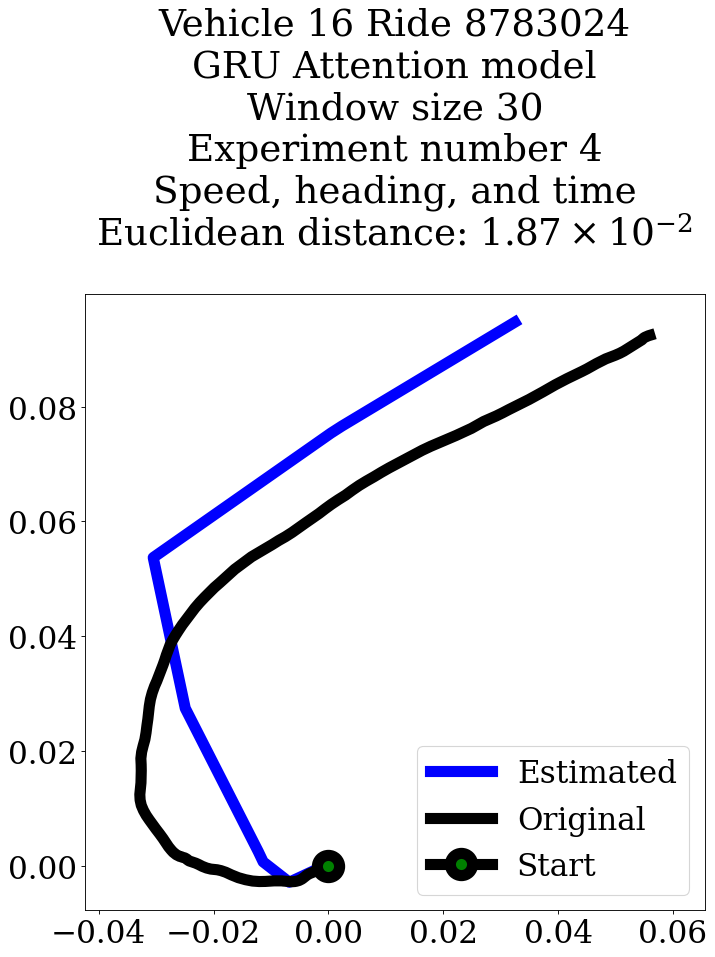 Vehicle 16 Ride 8783024
GRU Attention model
Window size 30
Experiment number 4
Speed, heading, and time
Euclidean distance: 1.87 × 10⁻²
0.08
0.06
0.04
0.02
0.00
Estimated
Original
Start
−0.04 −0.02 0.00 0.02 0.04 0.06